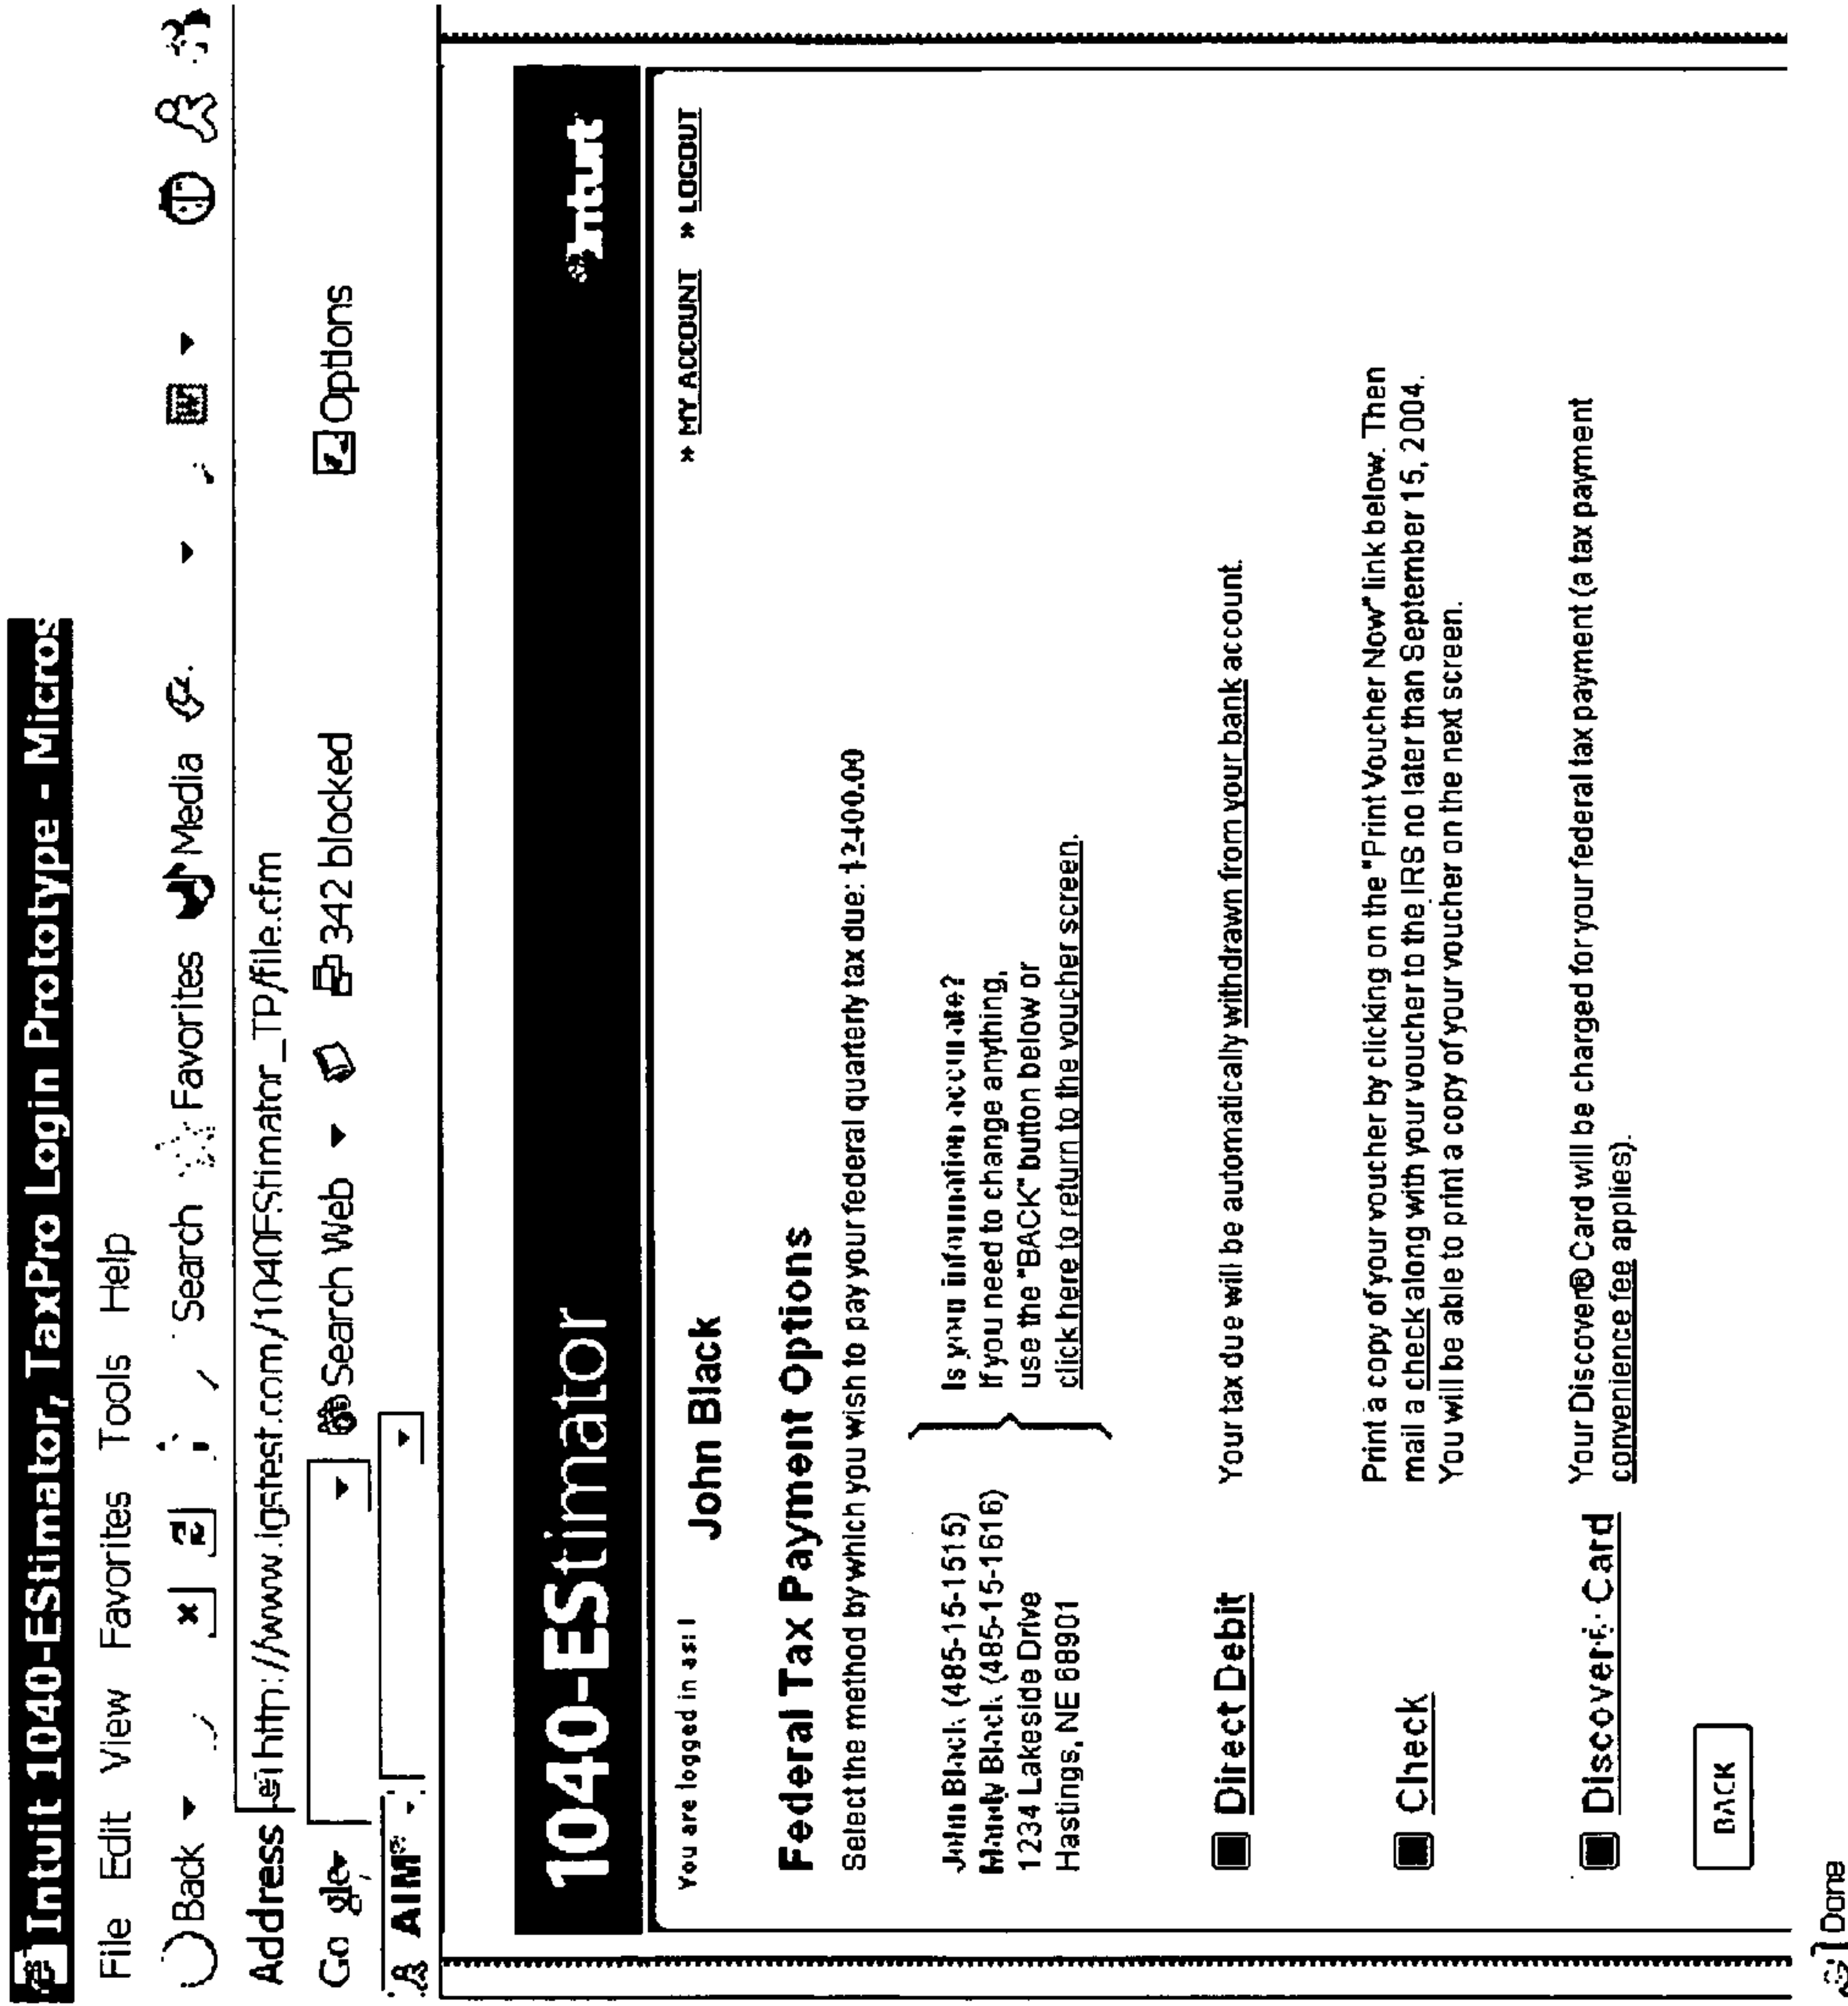 Intuit 1040-EStimator, TaxPro Login Prototype - Micros
File Edit View Favorites Tools Help
Back Search Favorites Media
Address http://www.igstest.com/1040EStimator_TP/file.cfm
Search Web 342 blocked Options
AIM
1040-EStimator Intuit
You are logged in as: John Black » MY ACCOUNT » LOGOUT
Federal Tax Payment Options
Select the method by which you wish to pay your federal quarterly tax due:
John Black (485-15-1515)
Mandy Black (485-15-1616)
1234 Lakeside Drive
Hastings, NE 68901
Is your information accurate?
If you need to change anything,
use the "BACK" button below or
click here to return to the voucher screen.
Direct Debit
Your tax due will be automatically withdrawn from your bank account.
Check
Print a copy of your voucher by clicking on the "Print Voucher Now" link below. Then
mail a check along with your voucher to the IRS no later than September 15, 2004.
You will be able to print a copy of your voucher on the next screen.
Discover® Card
Your Discover® Card will be charged for your federal tax payment (a tax payment
convenience fee applies).
BACK
Done